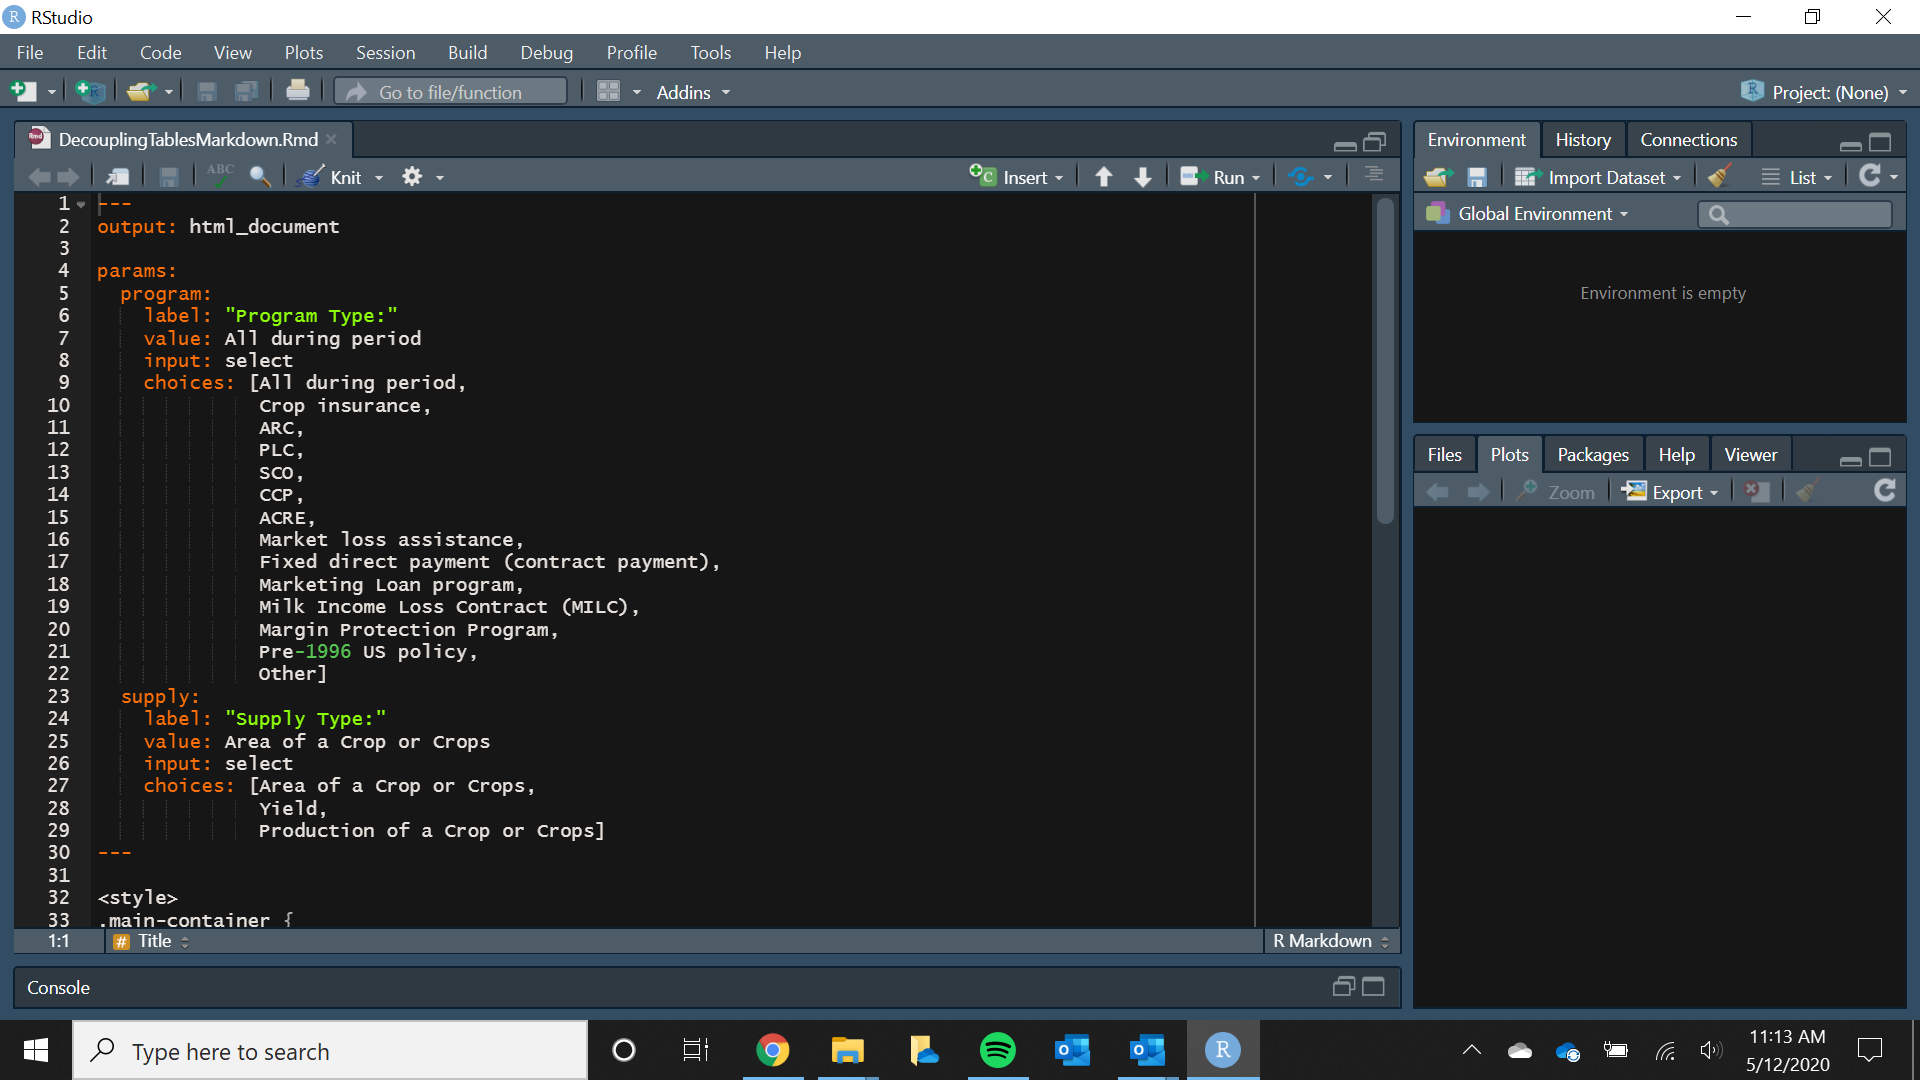 RStudio
File Edit Code View Plots Session Build Debug Profile Tools Help
Go to file/function Addins Project: (None)
DecouplingTablesMarkdown.Rmd
ABC Knit Insert Run
1 ---
2 output: html_document
3
4 params:
5 program:
6 label: "Program Type:"
7 value: All during period
8 input: select
9 choices: [All during period,
10 Crop insurance,
11 ARC,
12 PLC,
13 SCO,
14 CCP,
15 ACRE,
16 Market loss assistance,
17 Fixed direct payment (contract payment),
18 Marketing Loan program,
19 Milk Income Loss Contract (MILC),
20 Margin Protection Program,
21 Pre-1996 US policy,
22 Other]
23 supply:
24 label: "Supply Type:"
25 value: Area of a Crop or Crops
26 input: select
27 choices: [Area of a Crop or Crops,
28 Yield,
29 Production of a Crop or Crops]
30 ---
31
32 <style>
33 .main-container {
1:1 # Title R Markdown
Console
Environment History Connections
Import Dataset List
Global Environment
Environment is empty
Files Plots Packages Help Viewer
Zoom Export
Type here to search
11:13 AM
5/12/2020